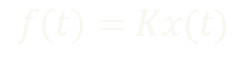 f(t) = Kx(t)